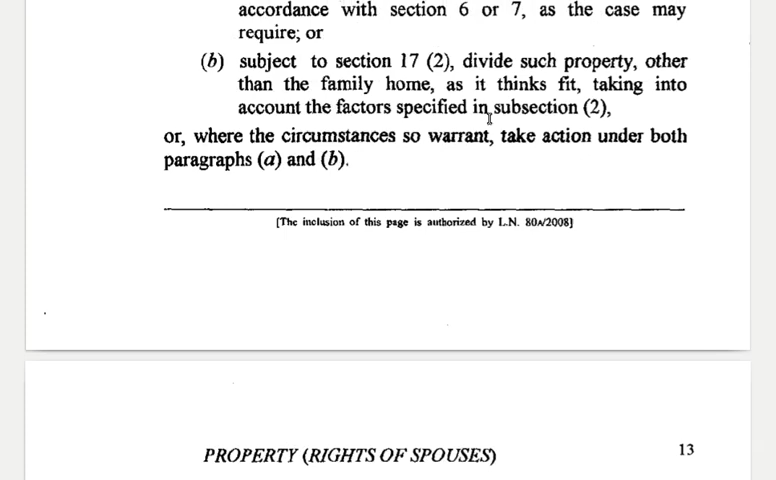 accordance with section 6 or 7, as the case may
require; or
(b) subject to section 17 (2), divide such property, other
than the family home, as it thinks fit, taking into
account the factors specified in subsection (2),
or, where the circumstances so warrant, take action under both
paragraphs (a) and (b).
[The inclusion of this page is authorized by L.N. 80A/2008]
PROPERTY (RIGHTS OF SPOUSES)
13